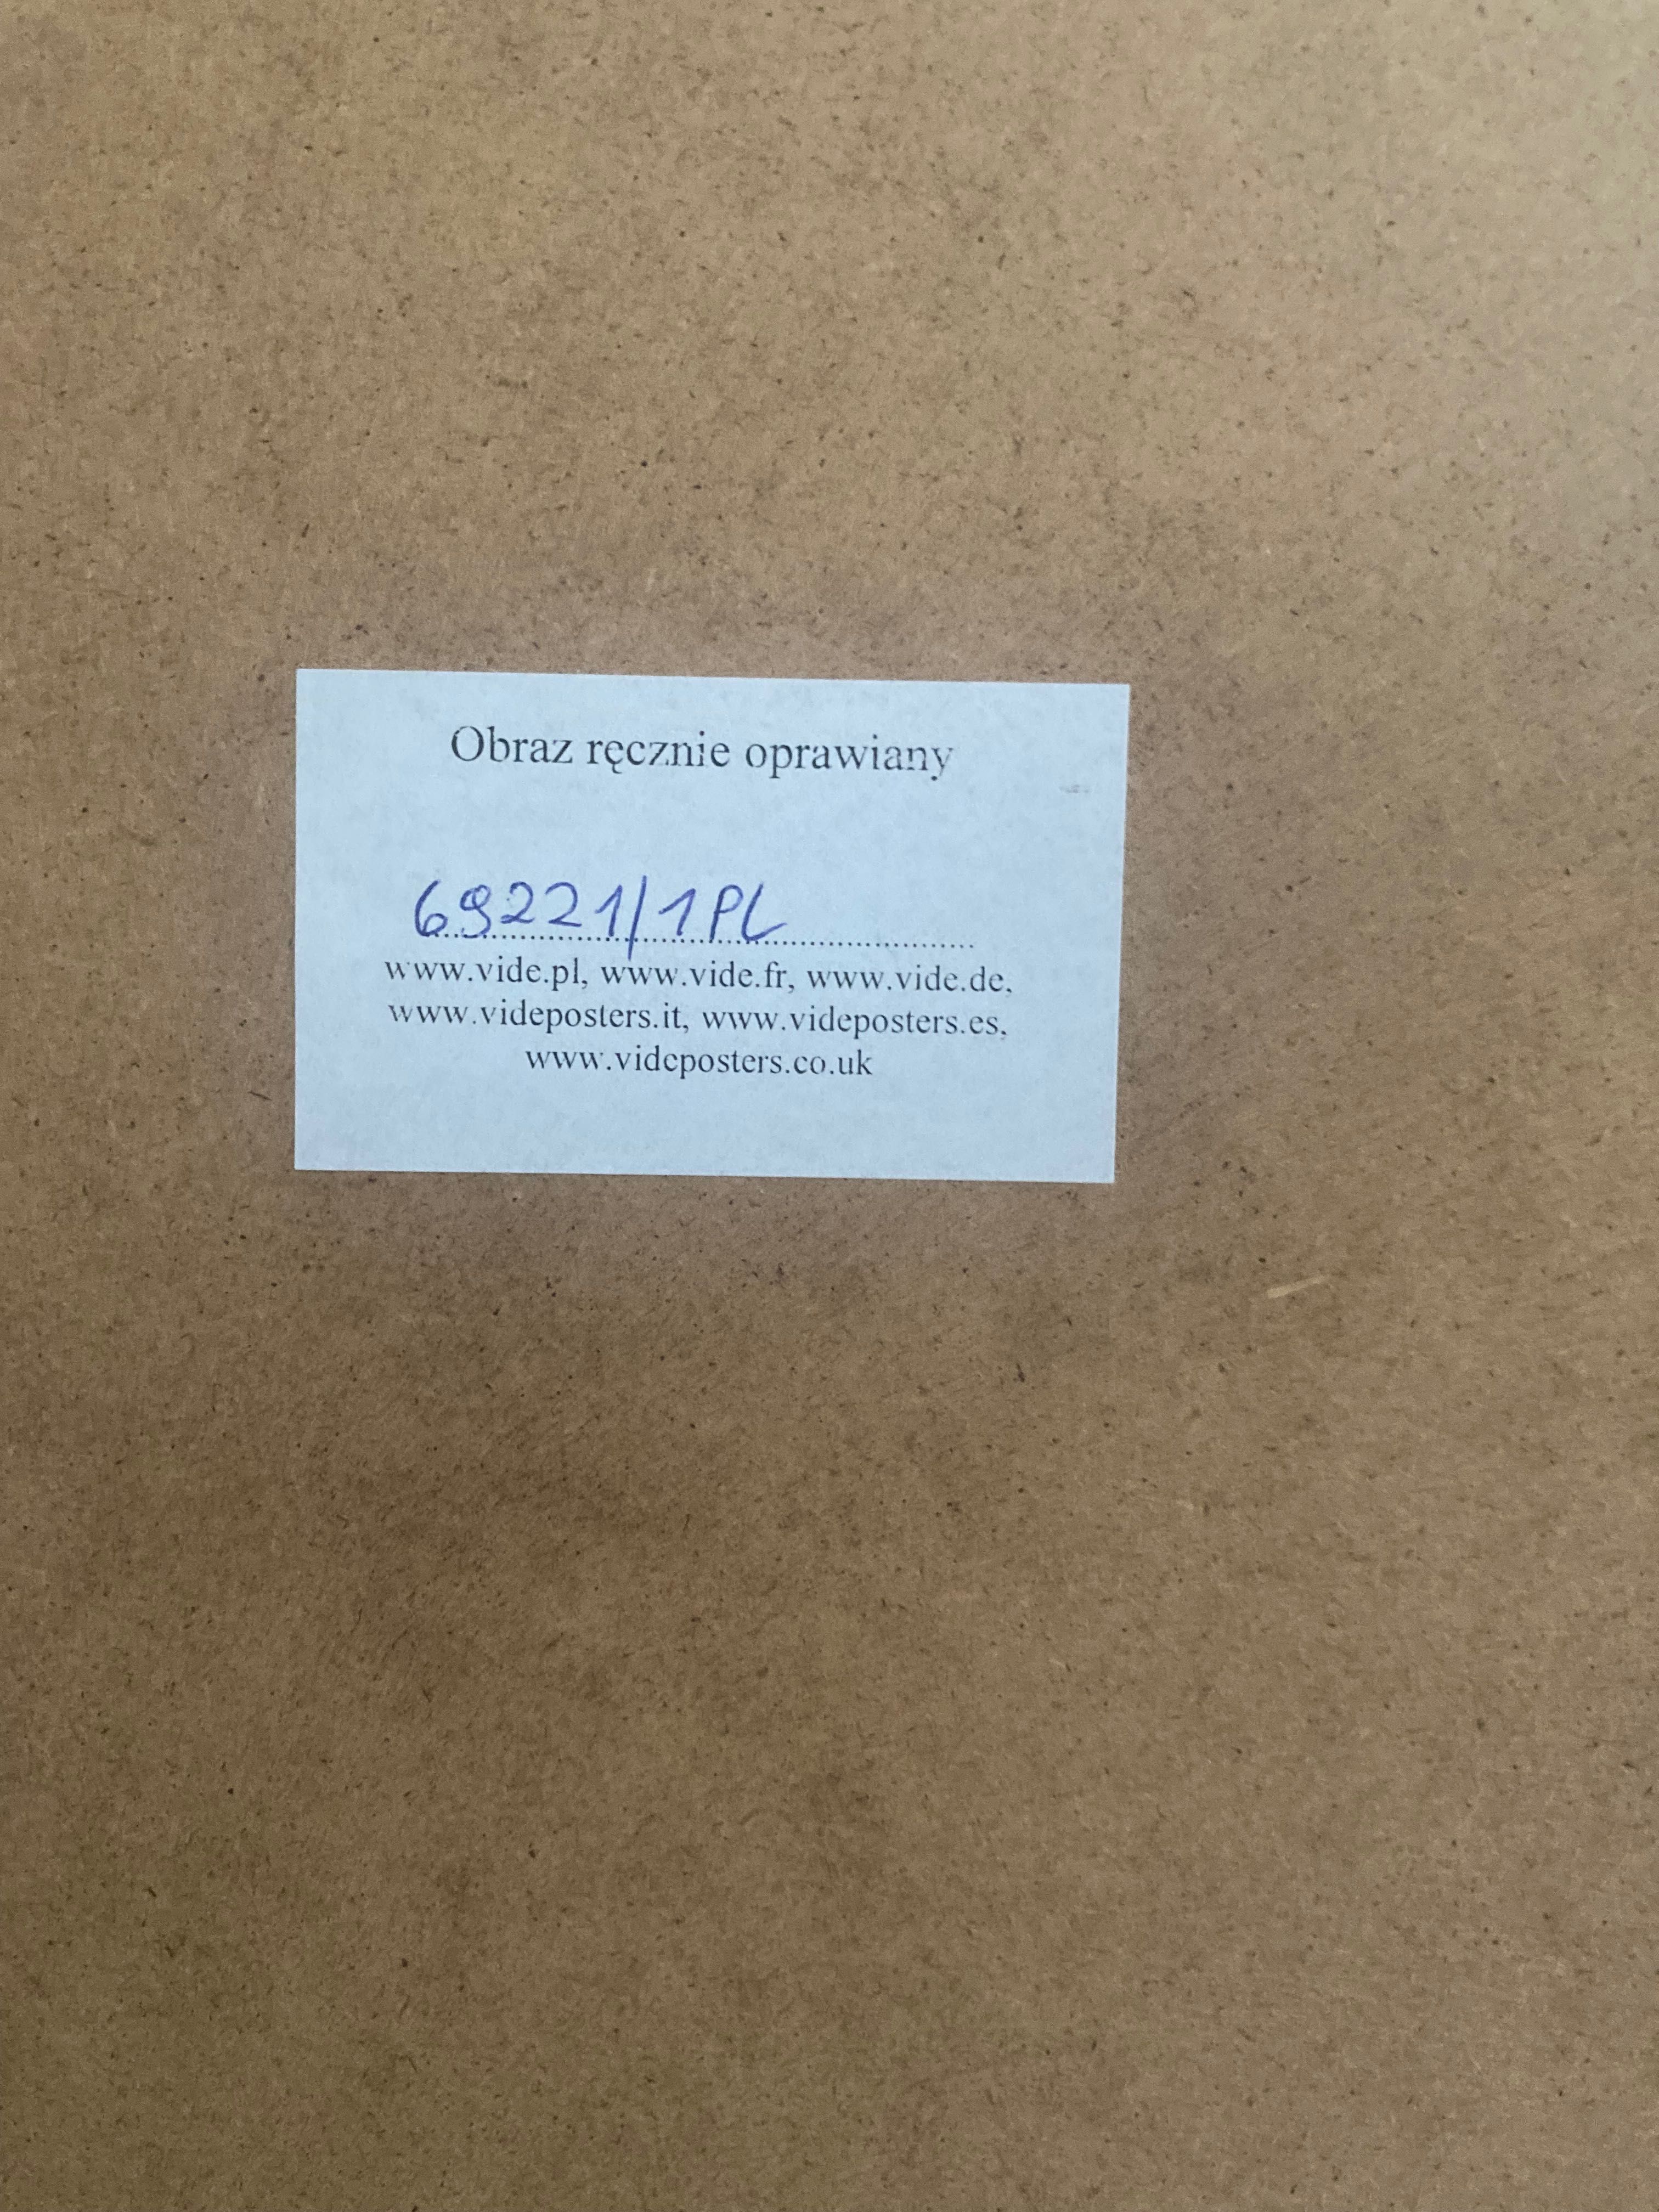 Obraz ręcznie oprawiany
69221/1PL
www.vide.pl, www.vide.fr, www.vide.de,
www.videposters.it, www.videposters.es,
www.videposters.co.uk